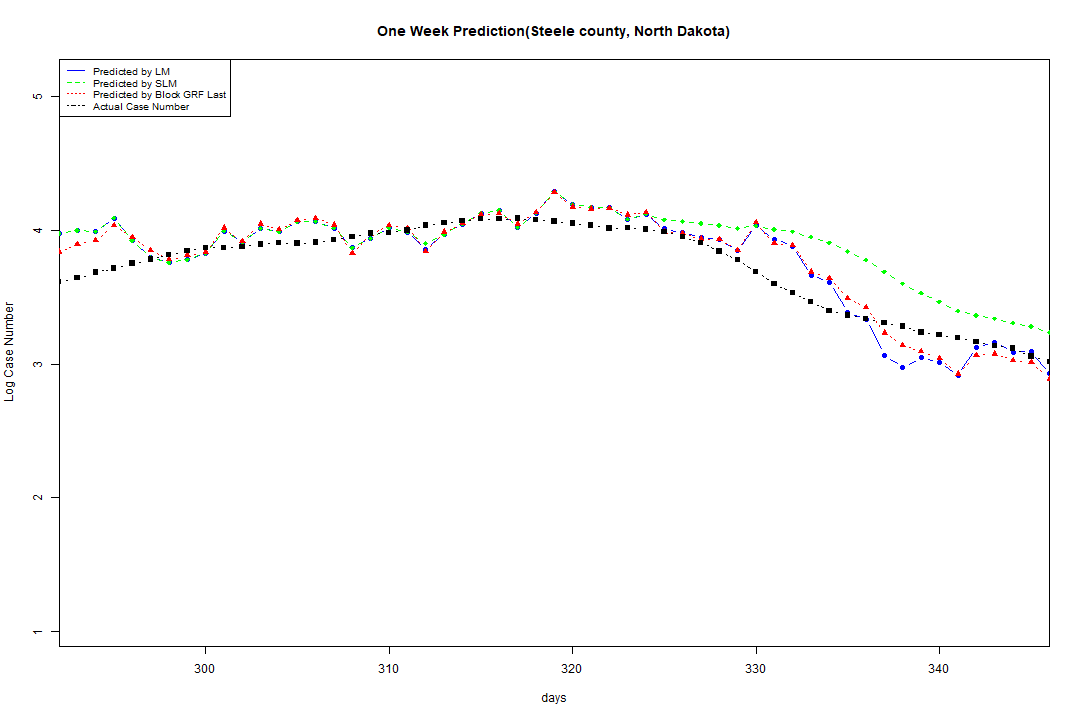 One Week Prediction(Steele county, North Dakota)
Predicted by LM
Predicted by SLM
Predicted by Block GRF Last
Actual Case Number
5
4
3
2
1
Log Case Number
300 310 320 330 340
days